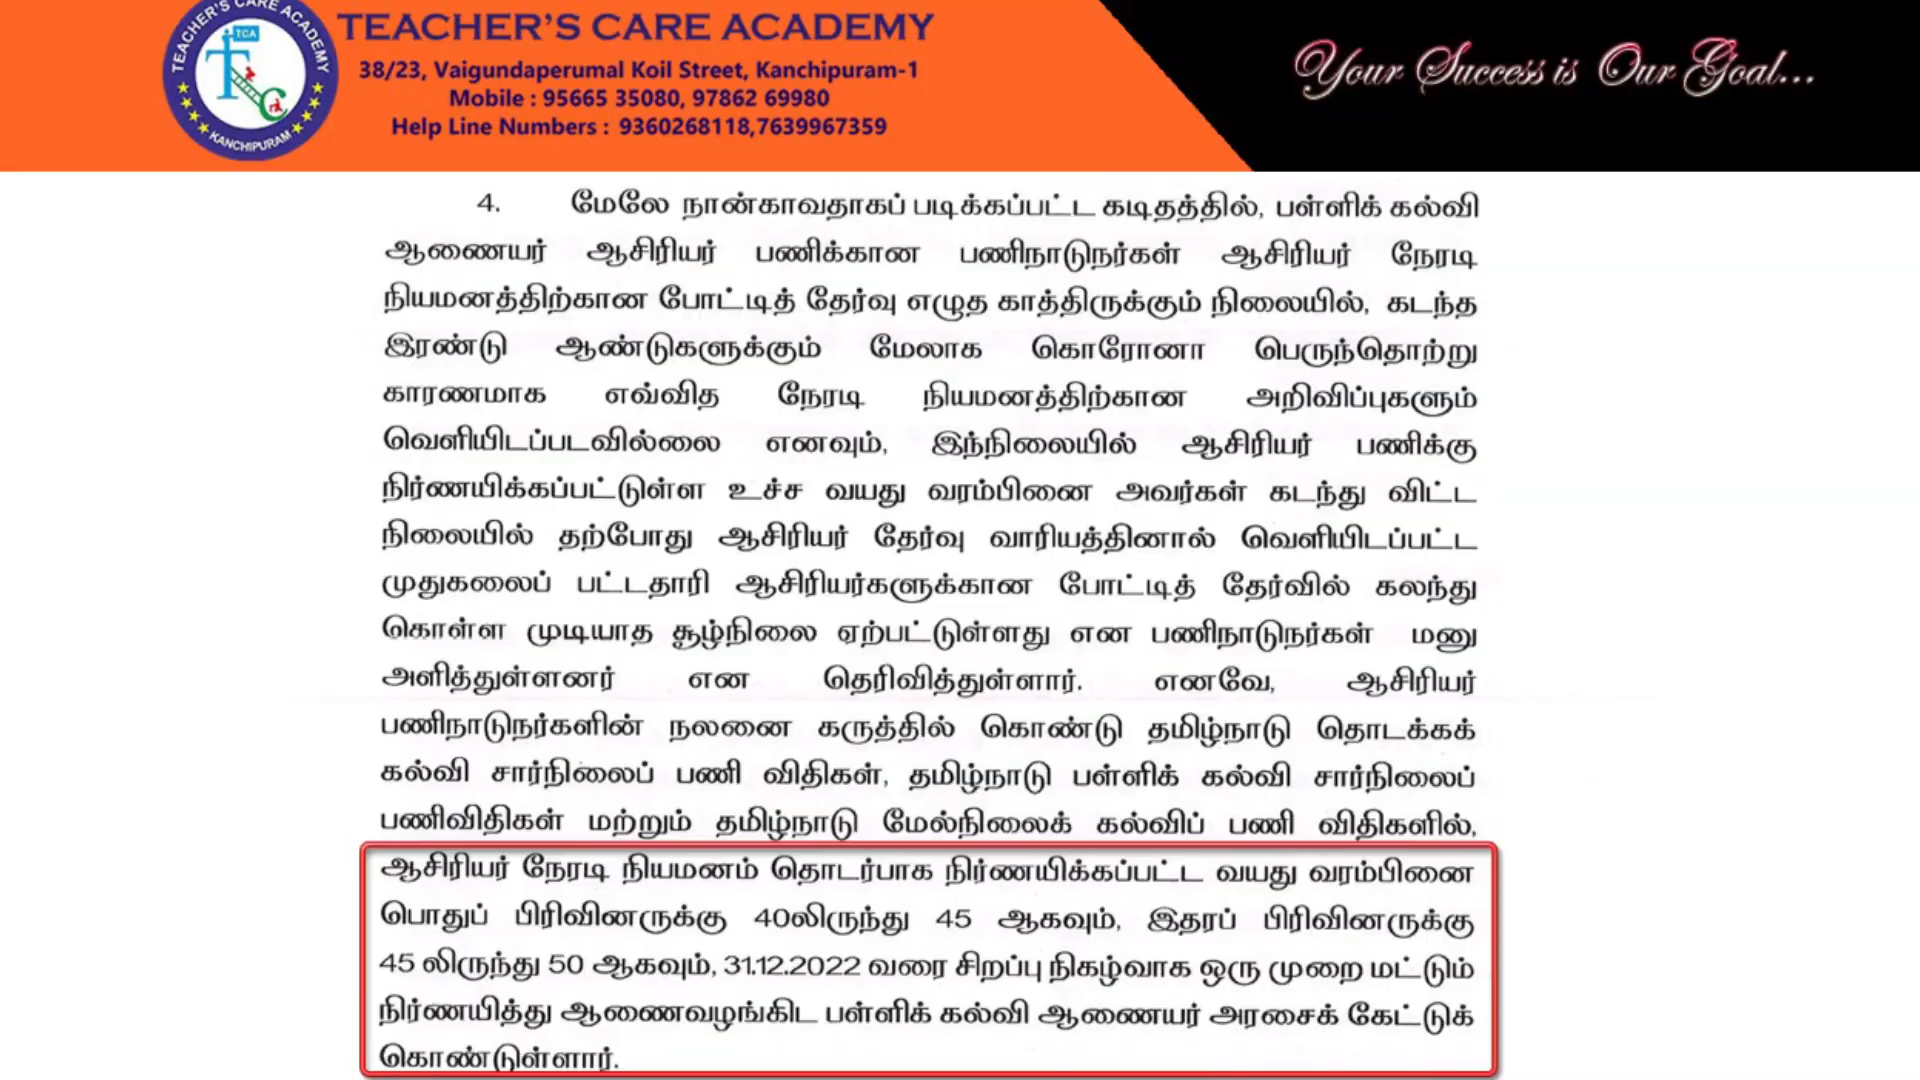 TEACHER'S CARE ACADEMY
TCA
KANCHIPURAM
TEACHER'S CARE ACADEMY
38/23, Vaigundaperumal Koil Street, Kanchipuram-1
Mobile : 95665 35080, 97862 69980
Help Line Numbers : 9360268118,7639967359
Your Success is Our Goal...
4. மேலே நான்காவதாகப் படிக்கப்பட்ட கடிதத்தில், பள்ளிக் கல்வி
ஆணையர் ஆசிரியர் பணிக்கான பணிநாடுநர்கள் ஆசிரியர் நேரடி
நியமனத்திற்கான போட்டித் தேர்வு எழுத காத்திருக்கும் நிலையில், கடந்த
இரண்டு ஆண்டுகளுக்கும் மேலாக கொரோனா பெருந்தொற்று
காரணமாக எவ்வித நேரடி நியமனத்திற்கான அறிவிப்புகளும்
வெளியிடப்படவில்லை எனவும், இந்நிலையில் ஆசிரியர் பணிக்கு
நிர்ணயிக்கப்பட்டுள்ள உச்ச வயது வரம்பினை அவர்கள் கடந்து விட்ட
நிலையில் தற்போது ஆசிரியர் தேர்வு வாரியத்தினால் வெளியிடப்பட்ட
முதுகலைப் பட்டதாரி ஆசிரியர்களுக்கான போட்டித் தேர்வில் கலந்து
கொள்ள முடியாத சூழ்நிலை ஏற்பட்டுள்ளது என பணிநாடுநர்கள் மனு
அளித்துள்ளனர் என தெரிவித்துள்ளார். எனவே, ஆசிரியர்
பணிநாடுநர்களின் நலனை கருத்தில் கொண்டு தமிழ்நாடு தொடக்கக்
கல்வி சார்நிலைப் பணி விதிகள், தமிழ்நாடு பள்ளிக் கல்வி சார்நிலைப்
பணிவிதிகள் மற்றும் தமிழ்நாடு மேல்நிலைக் கல்விப் பணி விதிகளில்,
ஆசிரியர் நேரடி நியமனம் தொடர்பாக நிர்ணயிக்கப்பட்ட வயது வரம்பினை
பொதுப் பிரிவினருக்கு 40லிருந்து 45 ஆகவும், இதரப் பிரிவினருக்கு
45 லிருந்து 50 ஆகவும், 31.12.2022 வரை சிறப்பு நிகழ்வாக ஒரு முறை மட்டும்
நிர்ணயித்து ஆணைவழங்கிட பள்ளிக் கல்வி ஆணையர் அரசைக் கேட்டுக்
கொண்டுள்ளார்.